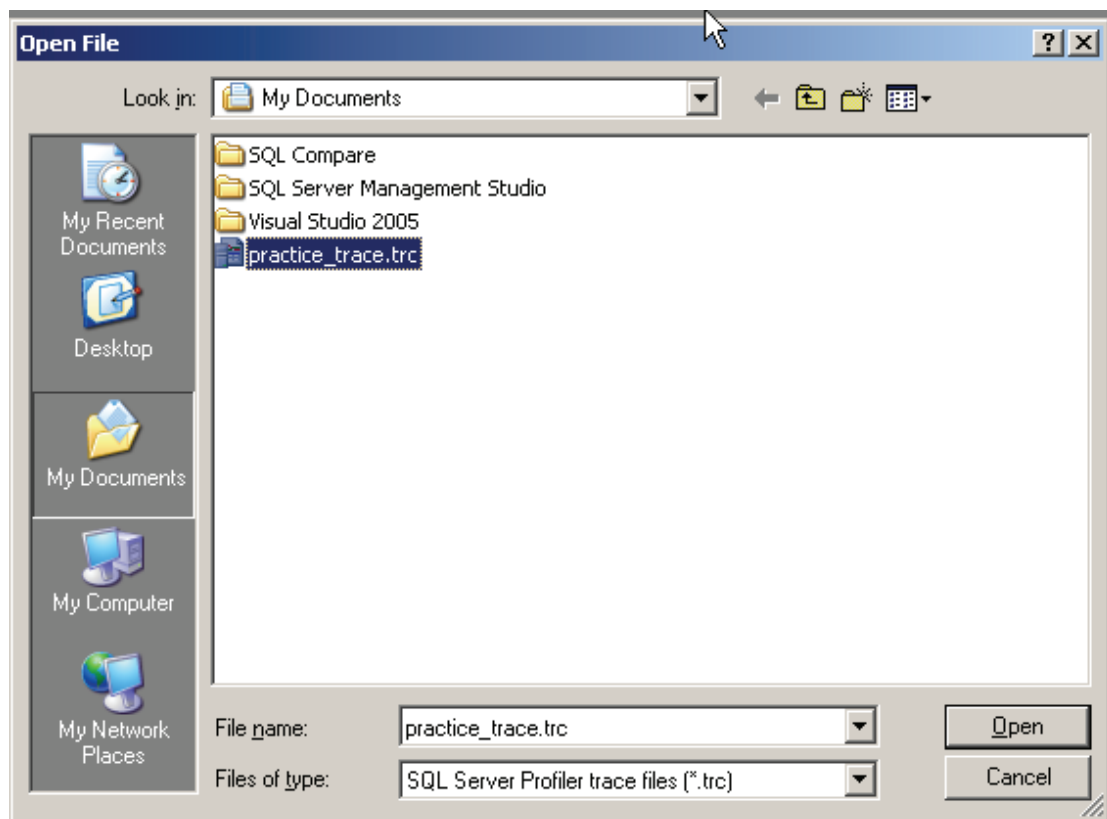 Open File
Look in:
My Documents
SQL Compare
SQL Server Management Studio
Visual Studio 2005
practice_trace.trc
My Recent
Documents
Desktop
My Documents
My Computer
My Network
Places
File name:
practice_trace.trc
Open
Files of type:
SQL Server Profiler trace files (*.trc)
Cancel